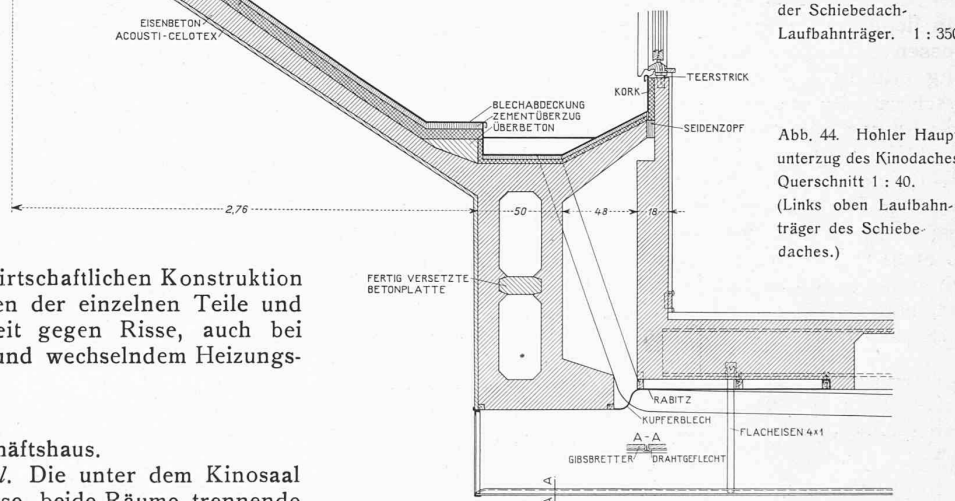 EISENBETON
ACOUSTI-CELOTEX
BLECHABDECKUNG
ZEMENTÜBERZUG
ÜBERBETON
KORK
TEERSTRICK
SEIDENZOPF
der Schiebedach-
Laufbahnträger. 1 : 350
Abb. 44. Hohler Haup
unterzug des Kinodaches
Querschnitt 1 : 40.
(Links oben Laufbahn-
träger des Schiebe-
daches.)
2,76
50
48
18
FERTIG VERSETZTE
BETONPLATTE
irtschaftlichen Konstruktion
en der einzelnen Teile und
eit gegen Risse, auch bei
und wechselndem Heizungs-
RABITZ
KUPFERBLECH
FLACHEISEN 4×1
A-A
GIBSBRETTER
DRAHTGEFLECHT
A
A
häftshaus.
l. Die unter dem Kinosaal
se, beide Räume trennende